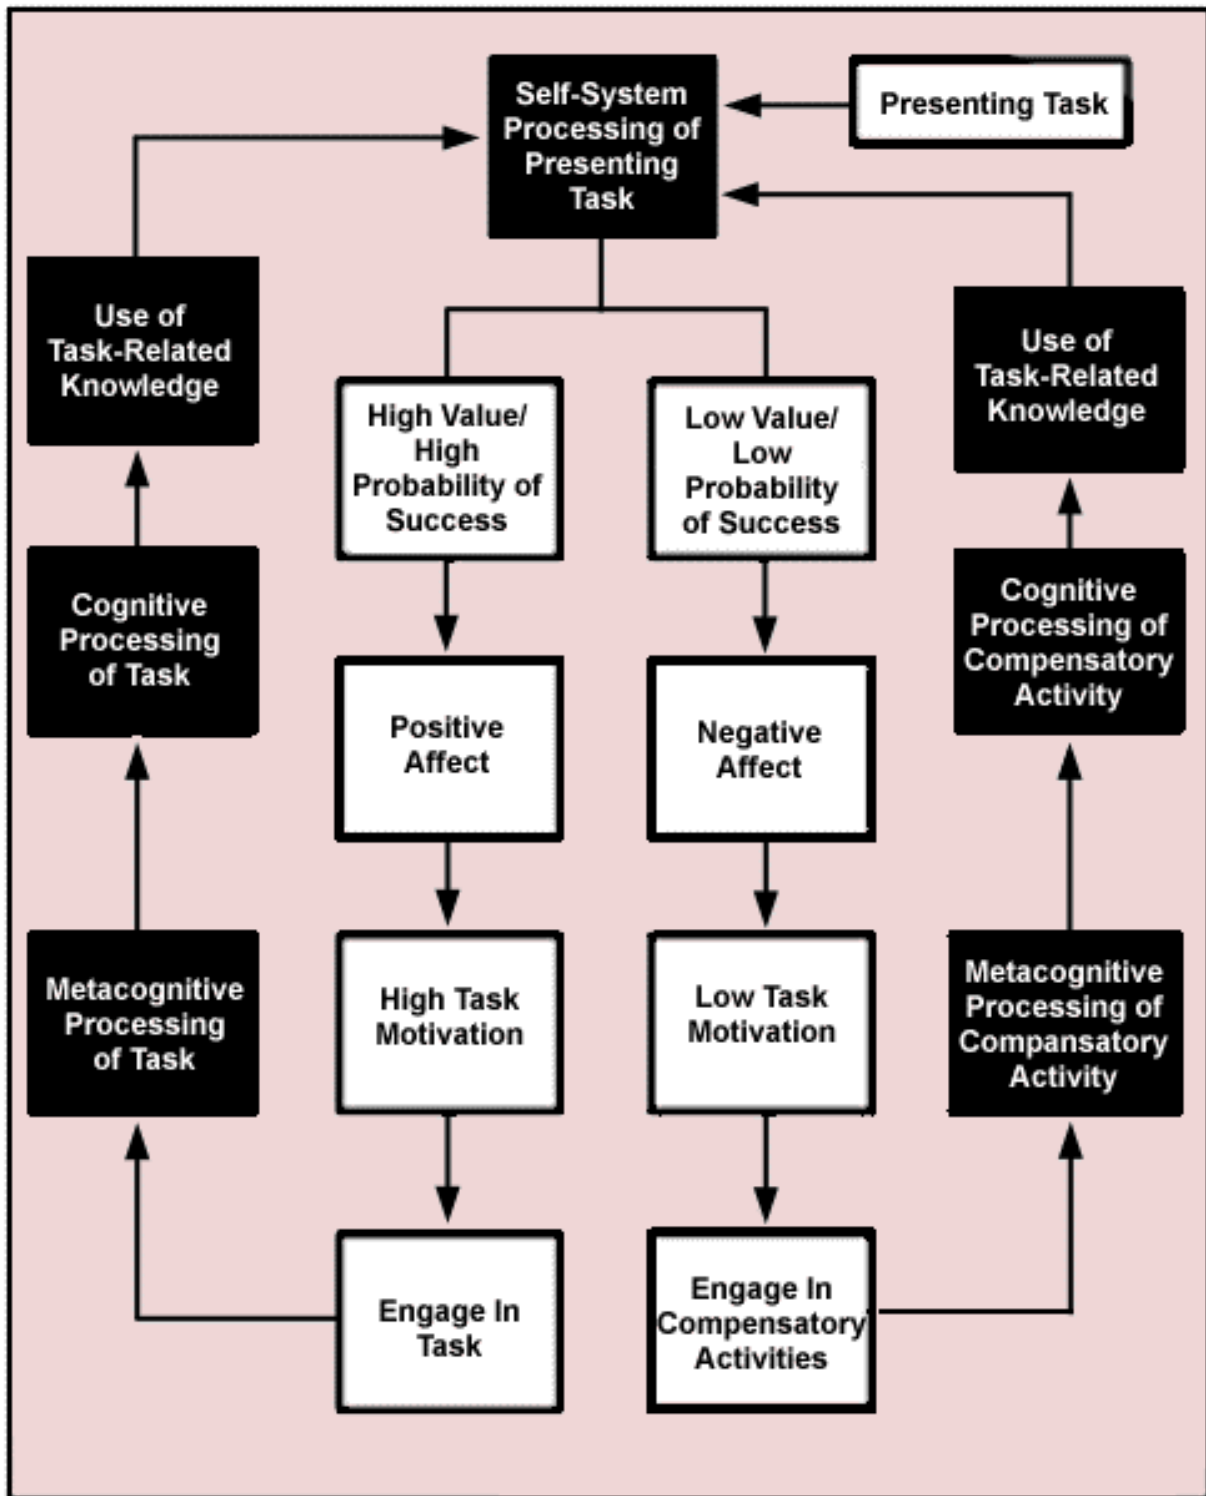 Self-System
Processing of
Presenting
Task
Presenting Task
Use of
Task-Related
Knowledge
High Value/
High
Probability of
Success
Low Value/
Low
Probability
of Success
Use of
Task-Related
Knowledge
Cognitive
Processing
of Task
Positive
Affect
Negative
Affect
Cognitive
Processing of
Compensatory
Activity
Metacognitive
Processing
of Task
High Task
Motivation
Low Task
Motivation
Metacognitive
Processing of
Compansatory
Activity
Engage In
Task
Engage In
Compensatory
Activities